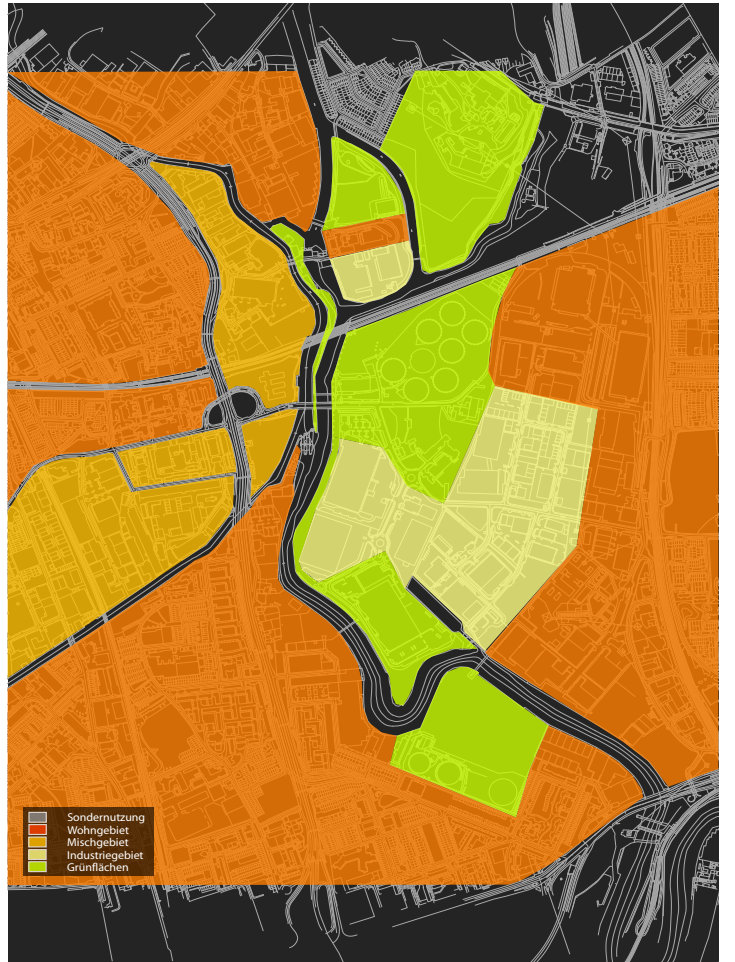 Sondernutzung
Wohngebiet
Mischgebiet
Industriegebiet
Grünflächen